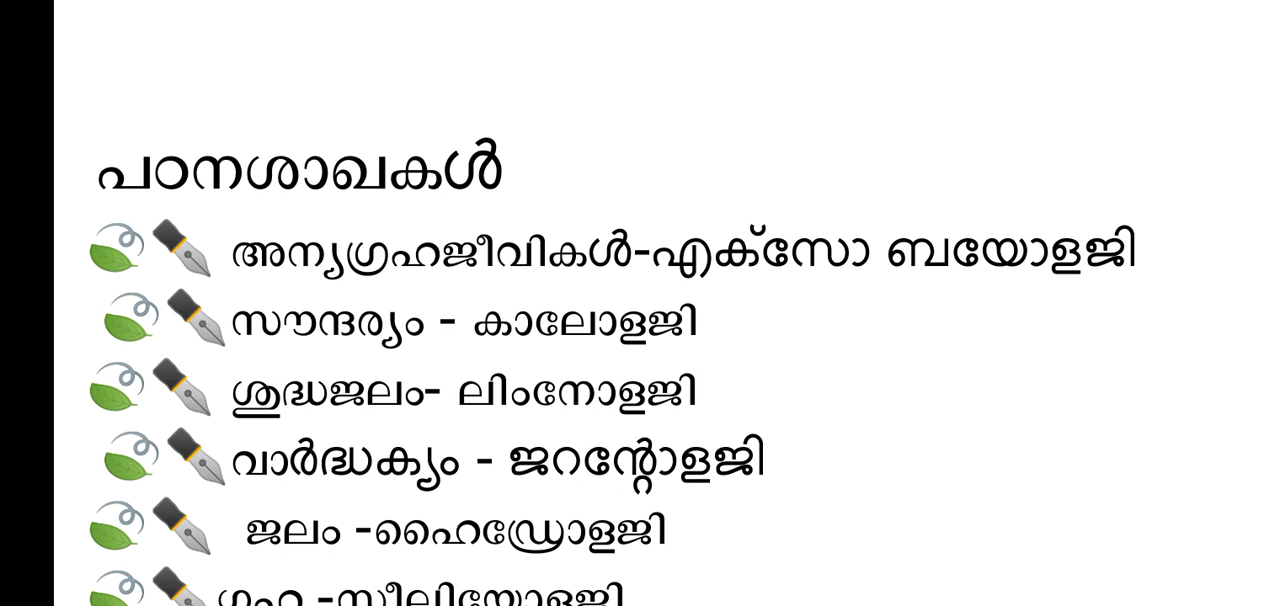 പഠനശാഖകൾ
അന്യഗ്രഹജീവികൾ-എക്സോ ബയോളജി
സൗന്ദര്യം - കാലോളജി
ശുദ്ധജലം- ലിംനോളജി
വാർദ്ധക്യം - ജറന്റോളജി
ജലം -ഹൈഡ്രോളജി
ഗുഹ -സ്പീലിയോളജി